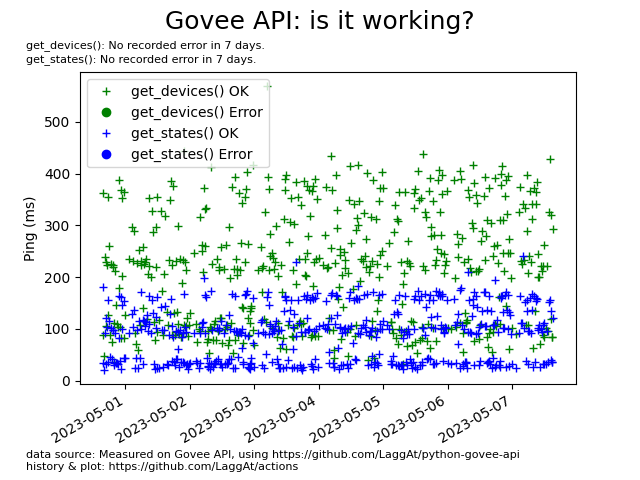 Govee API: is it working?
get_devices(): No recorded error in 7 days.
get_states(): No recorded error in 7 days.
get_devices() OK
get_devices() Error
get_states() OK
get_states() Error
Ping (ms)
500
400
300
200
100
0
2023-05-01
2023-05-02
2023-05-03
2023-05-04
2023-05-05
2023-05-06
2023-05-07
data source: Measured on Govee API, using https://github.com/LaggAt/python-govee-api
history & plot: https://github.com/LaggAt/actions